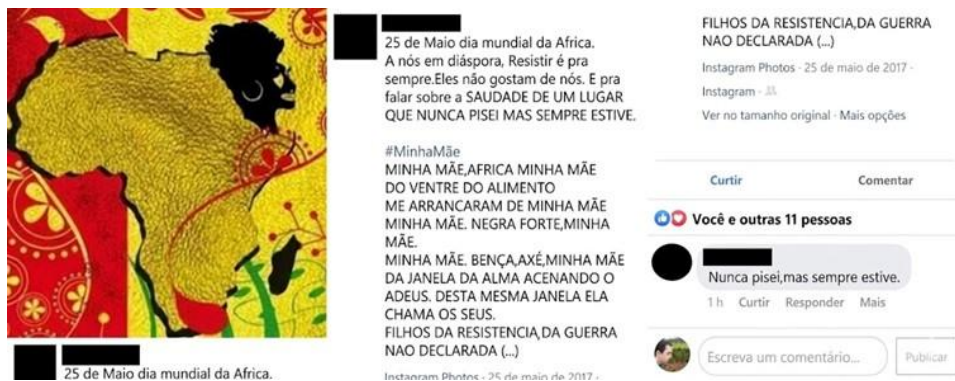 25 de Maio dia mundial da Africa.
25 de Maio dia mundial da Africa.
A nós em diáspora, Resistir é pra
sempre.Eles não gostam de nós. E pra
falar sobre a SAUDADE DE UM LUGAR
QUE NUNCA PISEI MAS SEMPRE ESTIVE.
#MinhaMãe
MINHA MÃE,AFRICA MINHA MÃE
DO VENTRE DO ALIMENTO
ME ARRANCARAM DE MINHA MÃE
MINHA MÃE. NEGRA FORTE,MINHA
MÃE.
MINHA MÃE. BENÇA,AXÉ,MINHA MÃE
DA JANELA DA ALMA ACENANDO O
ADEUS. DESTA MESMA JANELA ELA
CHAMA OS SEUS.
FILHOS DA RESISTENCIA,DA GUERRA
NAO DECLARADA (...)
Instagram Photos · 25 de maio de 2017 ·
FILHOS DA RESISTENCIA,DA GUERRA
NAO DECLARADA (...)
Instagram Photos · 25 de maio de 2017 ·
Instagram ·
Ver no tamanho original · Mais opções
Curtir Comentar
Você e outras 11 pessoas
Nunca pisei,mas sempre estive.
1 h Curtir Responder Mais
Escreva um comentário... Publicar